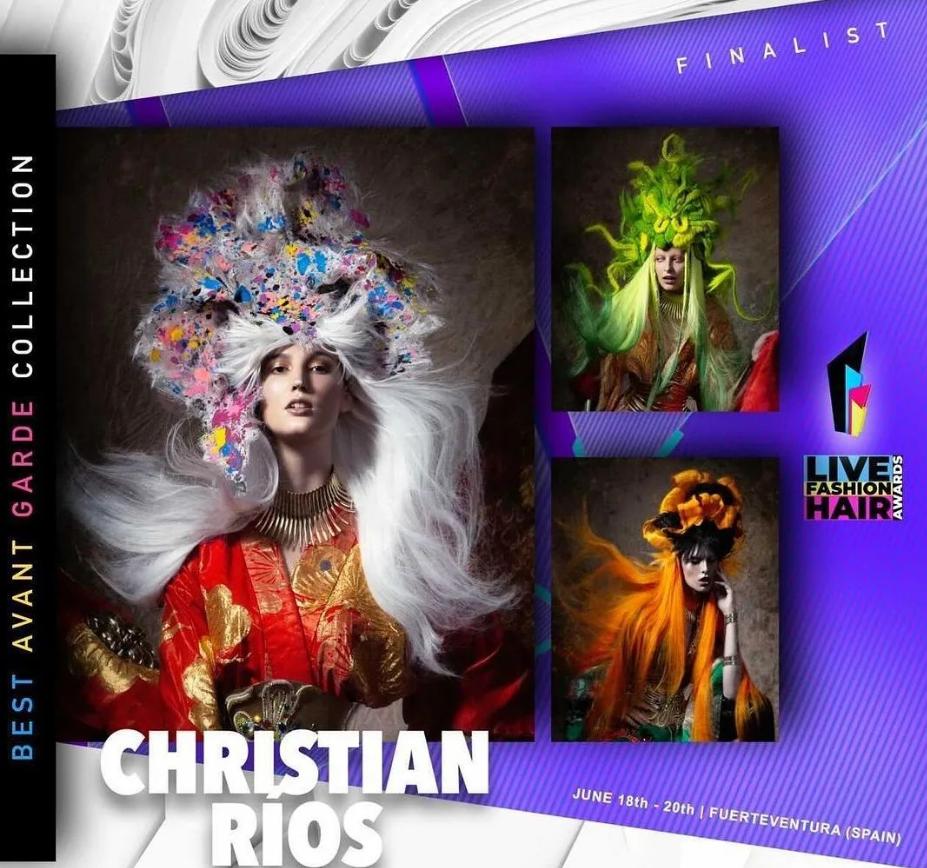 FINALIST
BEST AVANT GARDE COLLECTION
LIVE
FASHION
HAIR
AWARDS
CHRISTIAN
RÍOS
JUNE 18th - 20th | FUERTEVENTURA (SPAIN)